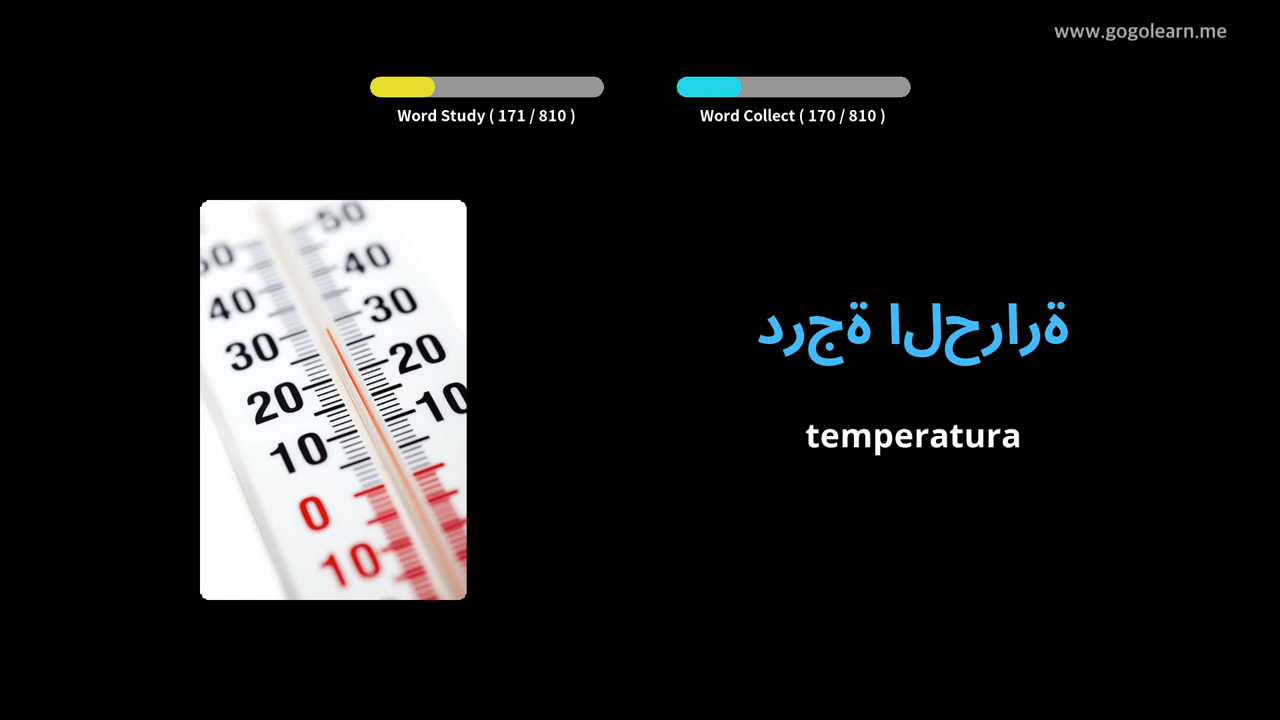 www.gogolearn.me
Word Study ( 171 / 810 )
Word Collect ( 170 / 810 )
50
50
40
40
30
30
20
20
10
10
0
10
درجة الحرارة
temperatura